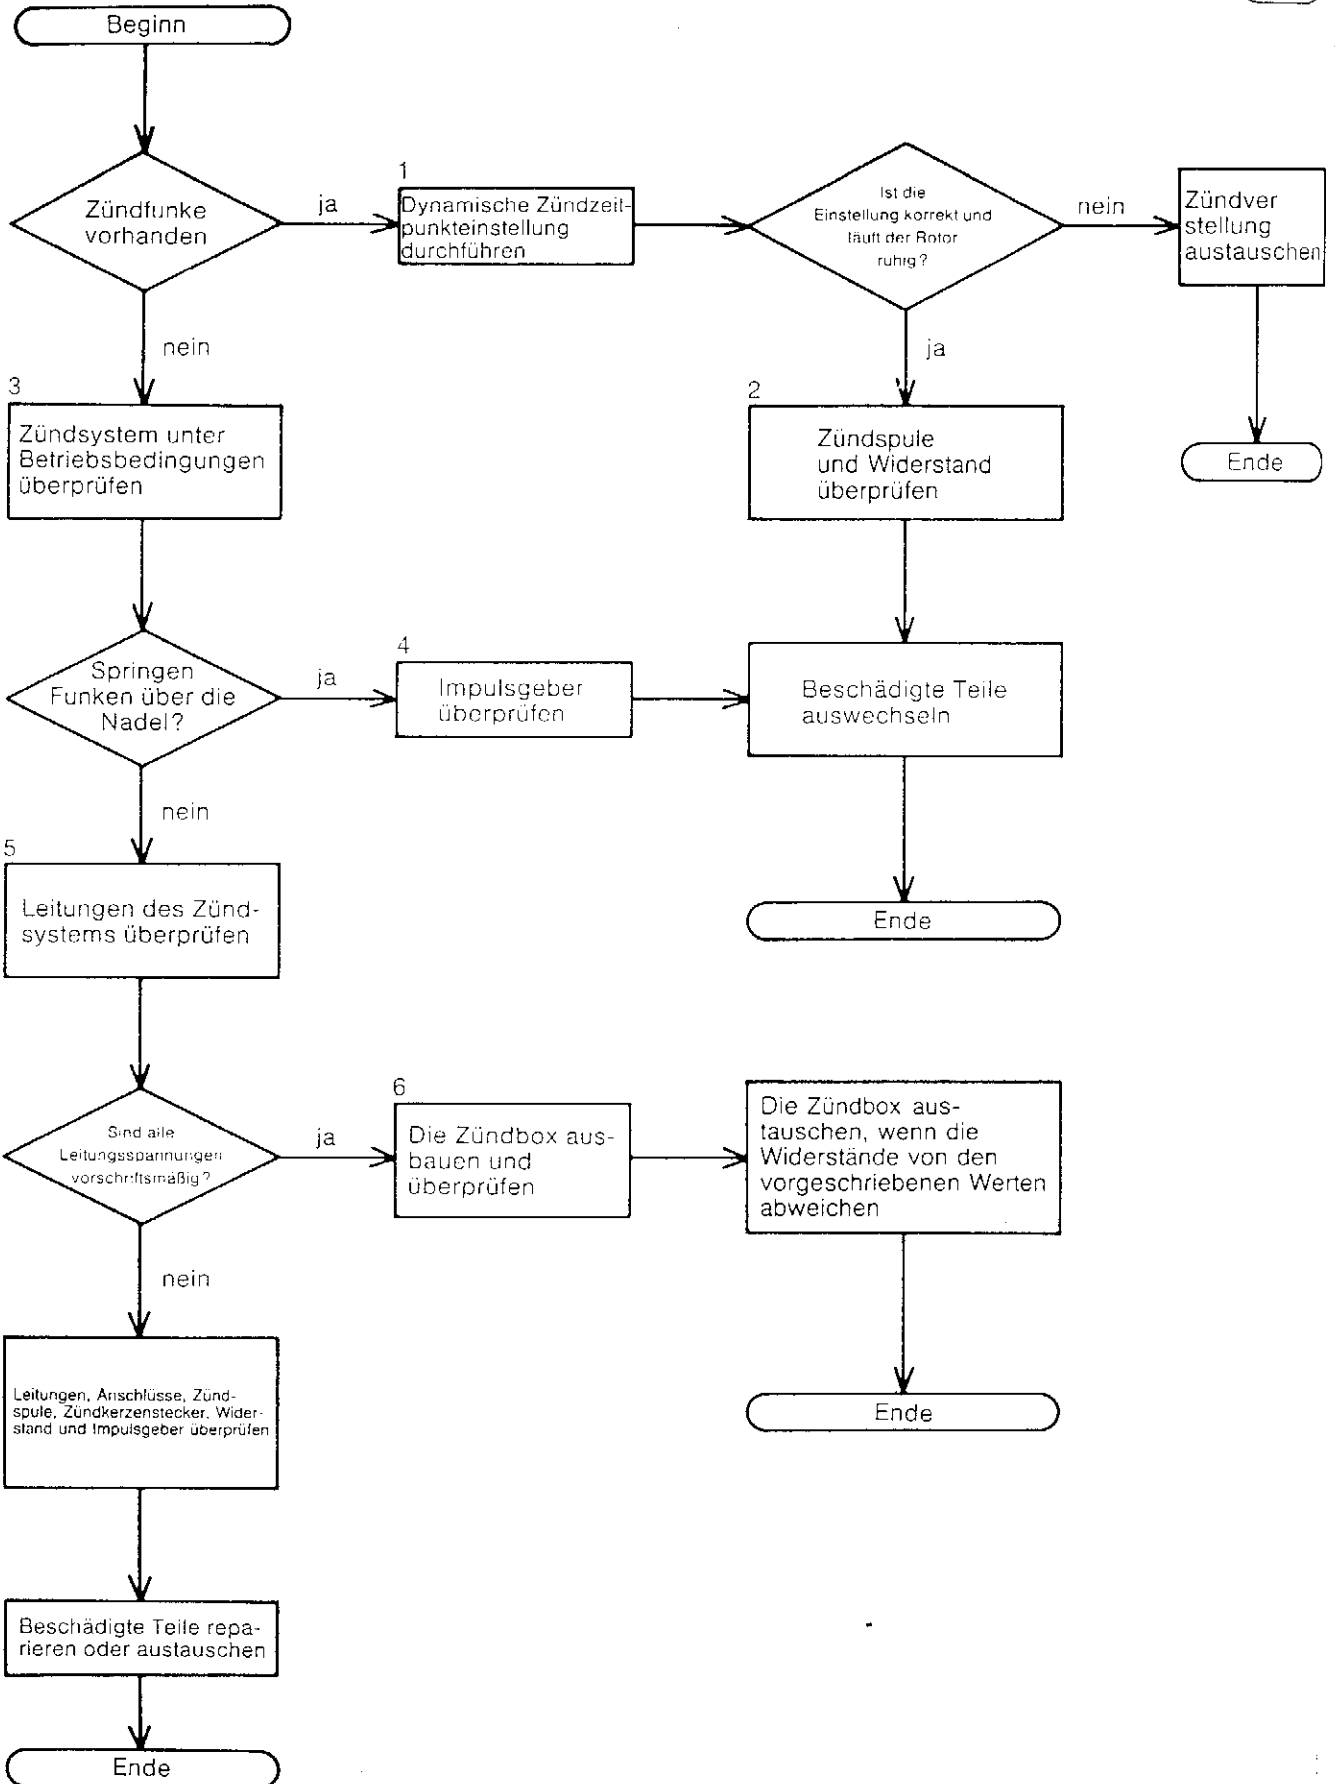 Beginn
Zündfunke
vorhanden
ja
1
Dynamische Zündzeit-
punkteinstellung
durchführen
Ist die
Einstellung korrekt und
läuft der Rotor
ruhrig?
nein
Zündver
stellung
austauschen
Ende
ja
2
Zündspule
und Widerstand
überprüfen
nein
3
Zündsystem unter
Betriebsbedingungen
überprüfen
Springen
Funken über die
Nadel?
ja
4
Impulsgeber
überprüfen
Beschädigte Teile
auswechseln
Ende
nein
5
Leitungen des Zünd-
systems überprüfen
Sind alle
Leitungsspannungen
vorschriftsmäßig?
ja
6
Die Zündbox aus-
bauen und
überprüfen
Die Zündbox aus-
tauschen, wenn die
Widerstände von den
vorgeschriebenen Werten
abweichen
Ende
nein
Leitungen, Anschlüsse, Zünd-
spule, Zündkerzenstecker, Wider-
stand und Impulsgeber überprüfen
Beschädigte Teile repa-
rieren oder austauschen
Ende